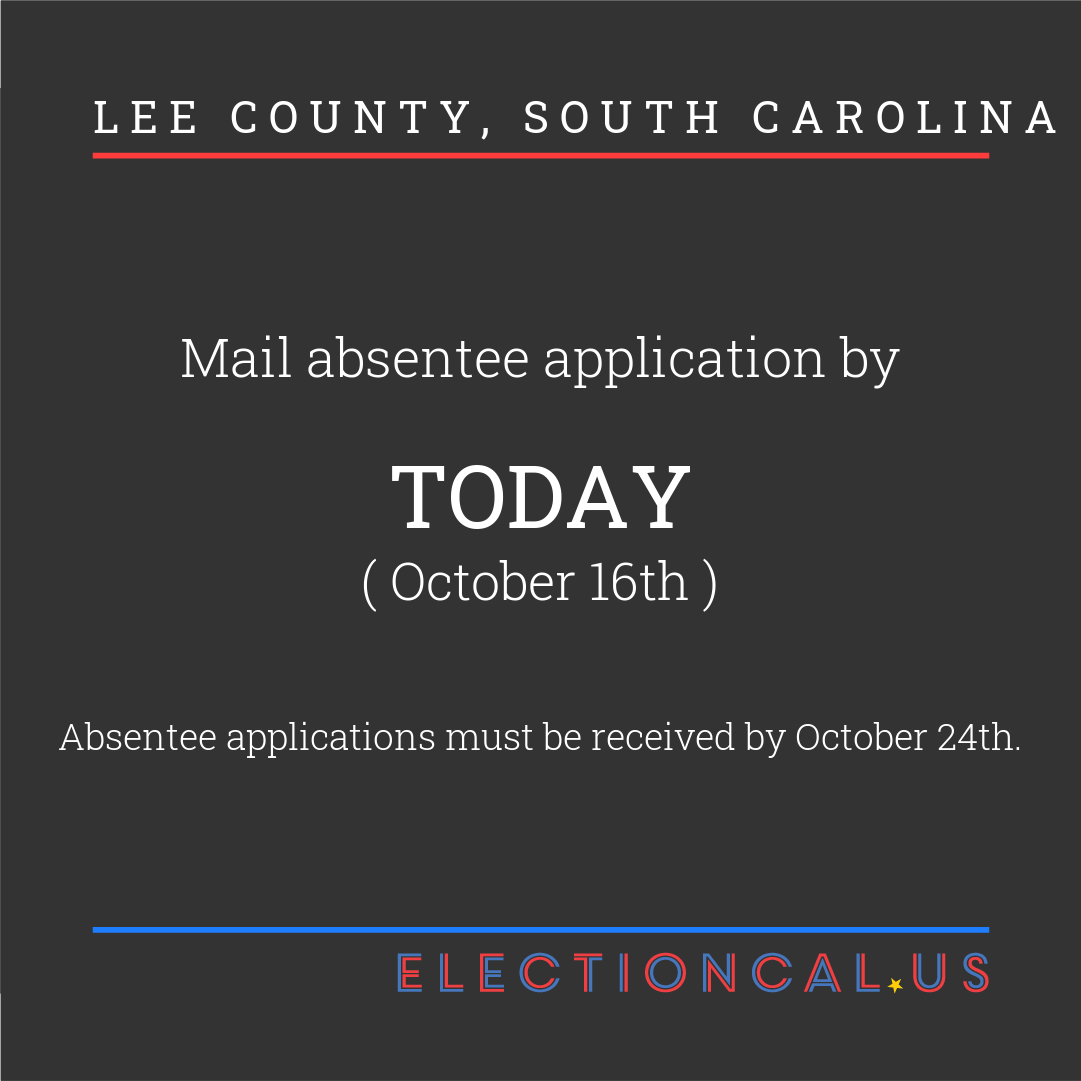 LEE COUNTY, SOUTH CAROLINA
Mail absentee application by
TODAY
( October 16th )
Absentee applications must be received by October 24th.
ELECTIONCAL.US